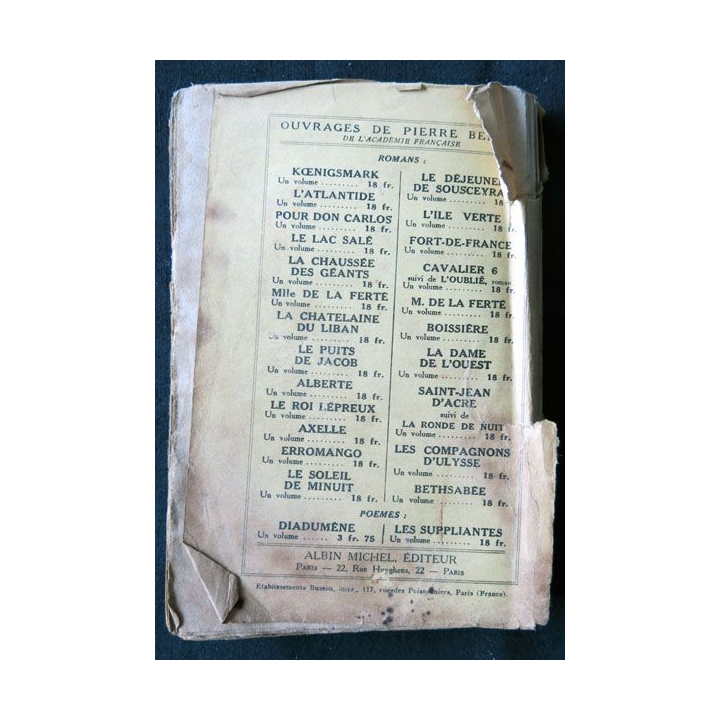 OUVRAGES DE PIERRE BE
DE L'ACADÉMIE FRANÇAISE
ROMANS :
KŒNIGSMARK
Un volume ......... 18 fr.
L'ATLANTIDE
Un volume ......... 18 fr.
POUR DON CARLOS
Un volume ......... 18 fr.
LE LAC SALÉ
Un volume ......... 18 fr.
LA CHAUSSÉE
DES GÉANTS
Un volume ......... 18 fr.
Mlle DE LA FERTÉ
Un volume ......... 18 fr.
LA CHATELAINE
DU LIBAN
Un volume ......... 18 fr.
LE PUITS
DE JACOB
Un volume ......... 18 fr.
ALBERTE
Un volume ......... 18 fr.
LE ROI LÉPREUX
Un volume ......... 18 fr.
AXELLE
Un volume ......... 18 fr.
ERROMANGO
Un volume ......... 18 fr.
LE SOLEIL
DE MINUIT
Un volume ......... 18 fr.
LE DÉJEUNE
DE SOUSCEYRA
Un volume ......... 18
L'ILE VERTE
Un volume ......... 18 fr.
FORT-DE-FRANCE
Un volume ......... 18 fr.
CAVALIER 6
suivi de L'OUBLIÉ, roman
Un volume ......... 18 fr.
M. DE LA FERTÉ
Un volume ......... 18 fr.
BOISSIÈRE
Un volume ......... 18 fr.
LA DAME
DE L'OUEST
Un volume ......... 18 fr.
SAINT-JEAN
D'ACRE
suivi de
LA RONDE DE NUIT
Un volume ......... 18 fr.
LES COMPAGNONS
D'ULYSSE
Un volume ......... 18 fr.
BETHSABÉE
Un volume ......... 18 fr.
POEMES :
DIADUMÈNE
Un volume ...... 3 fr. 75
LES SUPPLIANTES
Un volume ......... 18 fr.
ALBIN MICHEL, ÉDITEUR
PARIS — 22, Rue Huyghens, 22 — PARIS
Etablissements Busson, impr., 117, rue des Poissonniers, Paris (France).